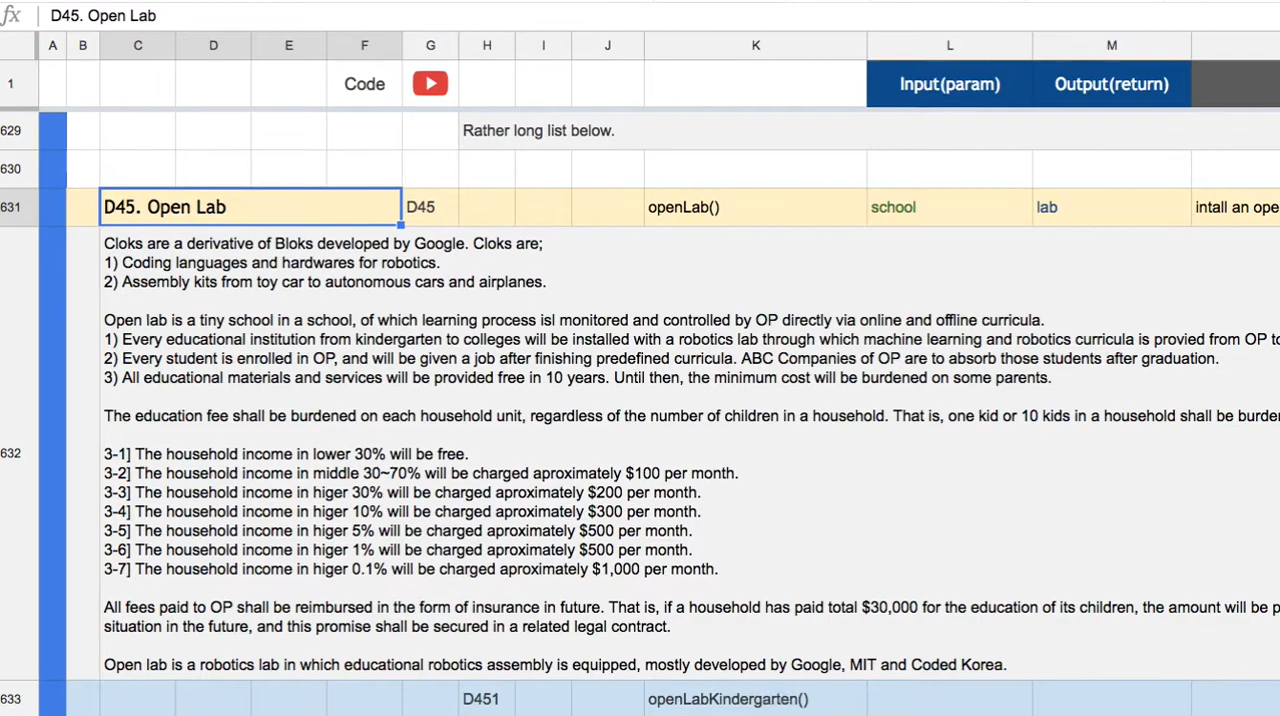 fx D45. Open Lab
A B C D E F G H I J K L M
1 Code Input(param) Output(return)
629 Rather long list below.
630
631 D45. Open Lab D45 openLab() school lab intall an ope
Cloks are a derivative of Bloks developed by Google. Cloks are;
1) Coding languages and hardwares for robotics.
2) Assembly kits from toy car to autonomous cars and airplanes.
Open lab is a tiny school in a school, of which learning process isl monitored and controlled by OP directly via online and offline curricula.
1) Every educational institution from kindergarten to colleges will be installed with a robotics lab through which machine learning and robotics curricula is provied from OP to
2) Every student is enrolled in OP, and will be given a job after finishing predefined curricula. ABC Companies of OP are to absorb those students after graduation.
3) All educational materials and services will be provided free in 10 years. Until then, the minimum cost will be burdened on some parents.
The education fee shall be burdened on each household unit, regardless of the number of children in a household. That is, one kid or 10 kids in a household shall be burde
632
3-1] The household income in lower 30% will be free.
3-2] The household income in middle 30~70% will be charged aproximately $100 per month.
3-3] The household income in higer 30% will be charged aproximately $200 per month.
3-4] The household income in higer 10% will be charged aproximately $300 per month.
3-5] The household income in higer 5% will be charged aproximately $500 per month.
3-6] The household income in higer 1% will be charged aproximately $500 per month.
3-7] The household income in higer 0.1% will be charged aproximately $1,000 per month.
All fees paid to OP shall be reimbursed in the form of insurance in future. That is, if a household has paid total $30,000 for the education of its children, the amount will be p
situation in the future, and this promise shall be secured in a related legal contract.
Open lab is a robotics lab in which educational robotics assembly is equipped, mostly developed by Google, MIT and Coded Korea.
633 D451 openLabKindergarten()